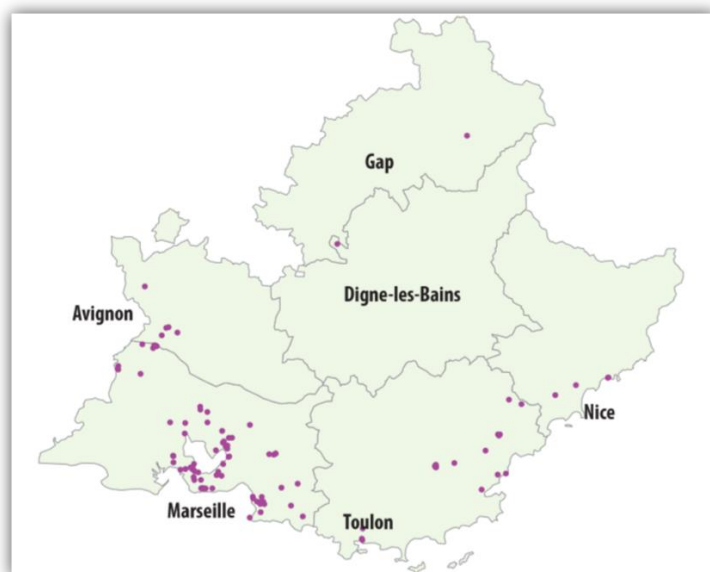 Gap
Digne-les-Bains
Avignon
Nice
Marseille
Toulon